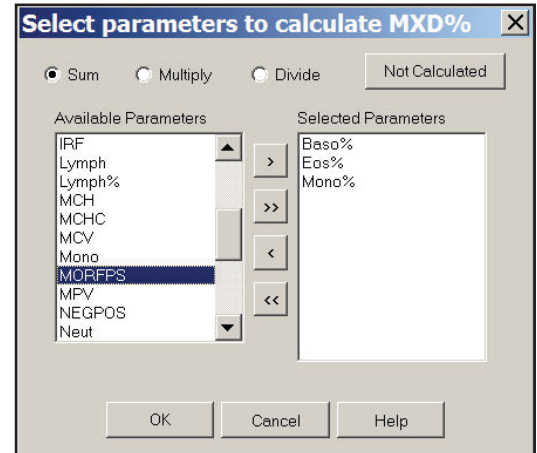 Select parameters to calculate MXD%
Sum Multiply Divide Not Calculated
Available Parameters
IRF
Lymph
Lymph%
MCH
MCHC
MCV
Mono
MORFPS
MPV
NEGPOS
Neut
>
>>
<
<<
Selected Parameters
Baso%
Eos%
Mono%
OK Cancel Help